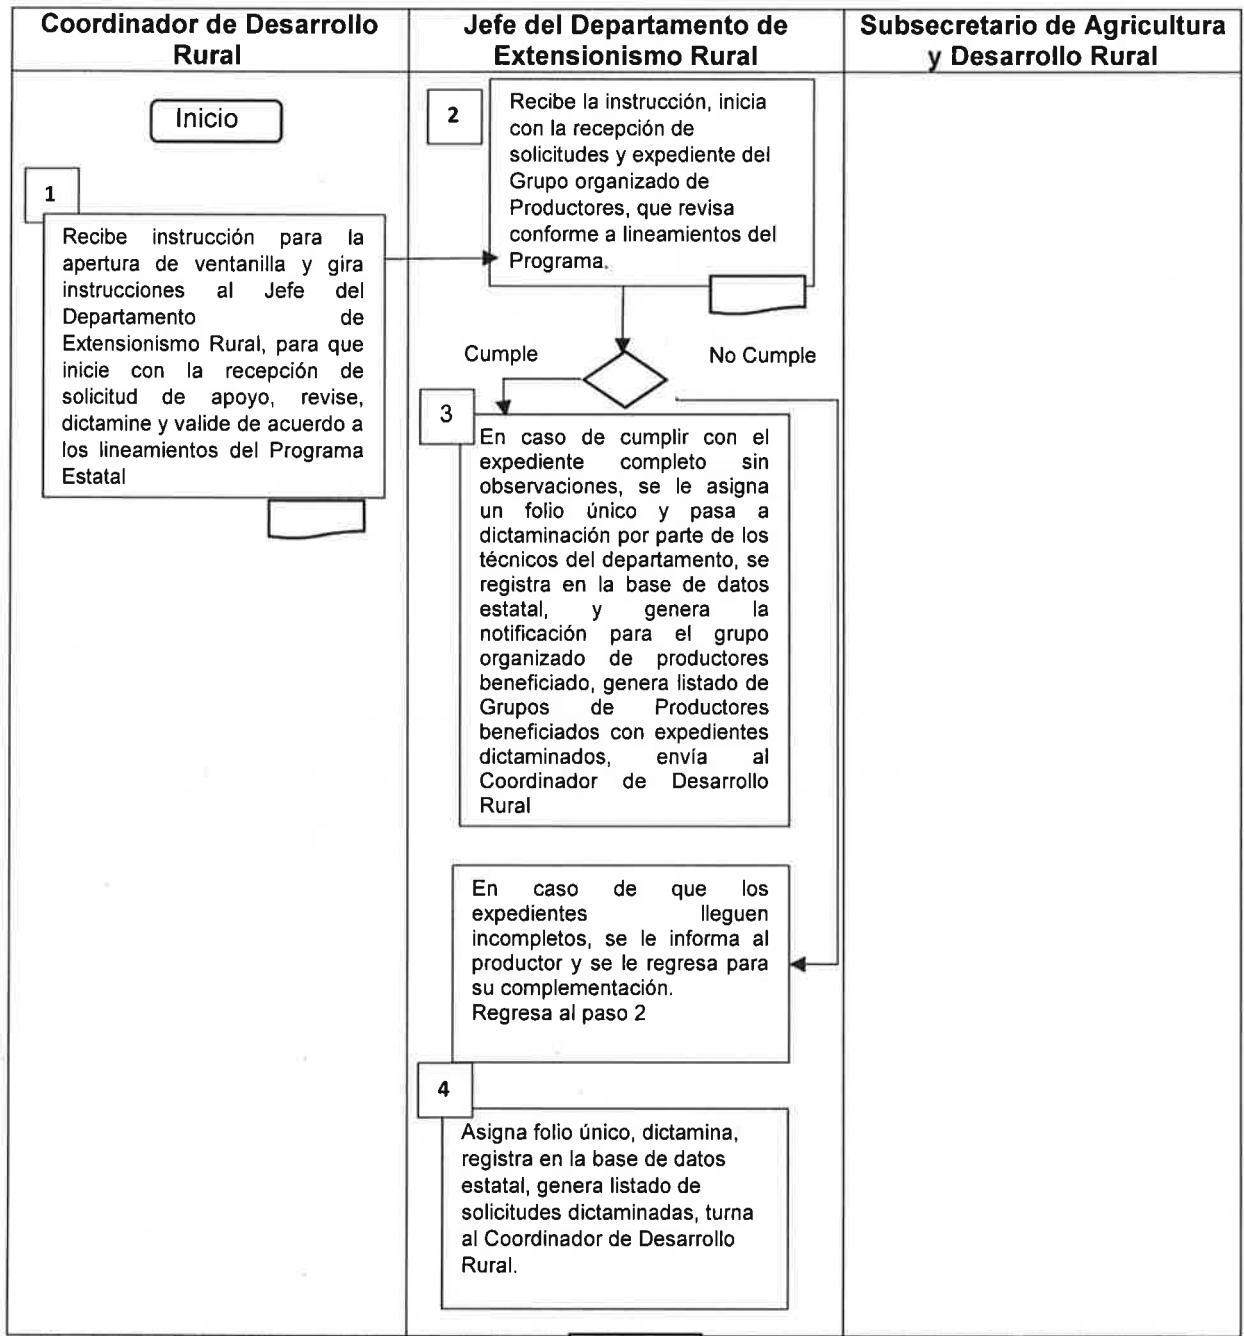 Coordinador de Desarrollo
Rural
Jefe del Departamento de
Extensionismo Rural
Subsecretario de Agricultura
y Desarrollo Rural
Inicio
1
Recibe instrucción para la
apertura de ventanilla y gira
instrucciones al Jefe del
Departamento de
Extensionismo Rural, para que
inicie con la recepción de
solicitud de apoyo, revise,
dictamine y valide de acuerdo a
los lineamientos del Programa
Estatal
2
Recibe la instrucción, inicia
con la recepción de
solicitudes y expediente del
Grupo organizado de
Productores, que revisa
conforme a lineamientos del
Programa.
Cumple
No Cumple
3
En caso de cumplir con el
expediente completo sin
observaciones, se le asigna
un folio único y pasa a
dictaminación por parte de los
técnicos del departamento, se
registra en la base de datos
estatal, y genera la
notificación para el grupo
organizado de productores
beneficiado, genera listado de
Grupos de Productores
beneficiados con expedientes
dictaminados, envía al
Coordinador de Desarrollo
Rural
En caso de que los
expedientes lleguen
incompletos, se le informa al
productor y se le regresa para
su complementación.
Regresa al paso 2
4
Asigna folio único, dictamina,
registra en la base de datos
estatal, genera listado de
solicitudes dictaminadas, turna
al Coordinador de Desarrollo
Rural.